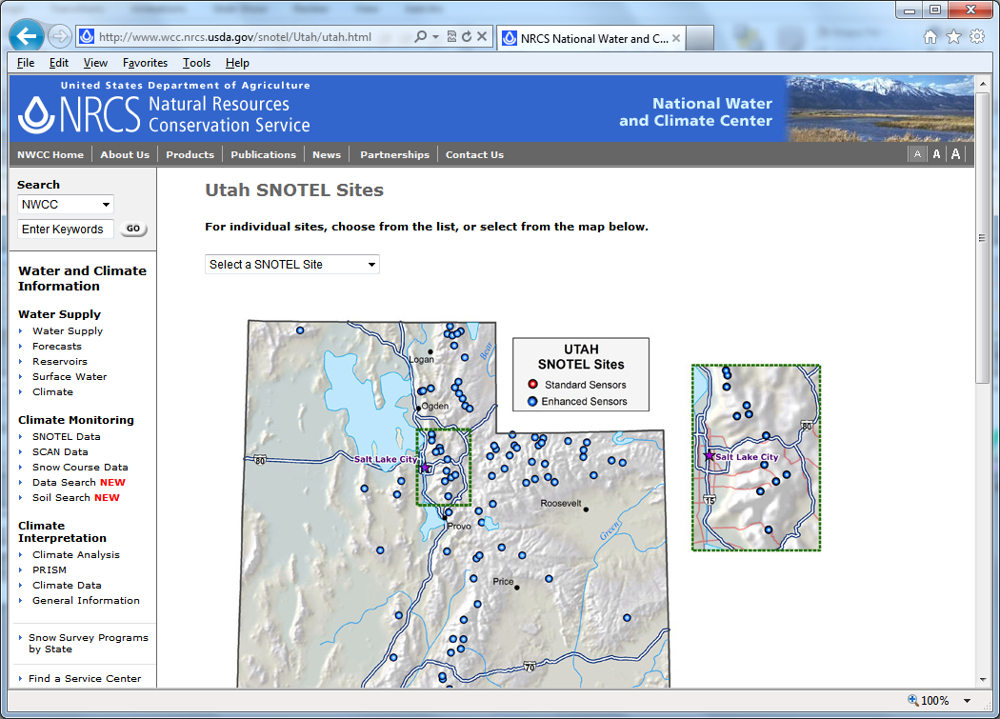 http://www.wcc.nrcs.usda.gov/snotel/Utah/utah.html
NRCS National Water and C...
File Edit View Favorites Tools Help
United States Department of Agriculture
NRCS Natural Resources
Conservation Service
National Water
and Climate Center
NWCC Home About Us Products Publications News Partnerships Contact Us
A A A
Search
NWCC
Enter Keywords GO
Water and Climate
Information
Water Supply
Water Supply
Forecasts
Reservoirs
Surface Water
Climate
Climate Monitoring
SNOTEL Data
SCAN Data
Snow Course Data
Data Search NEW
Soil Search NEW
Climate
Interpretation
Climate Analysis
PRISM
Climate Data
General Information
Snow Survey Programs
by State
Find a Service Center
Utah SNOTEL Sites
For individual sites, choose from the list, or select from the map below.
Select a SNOTEL Site
UTAH
SNOTEL Sites
Standard Sensors
Enhanced Sensors
Bear
Logan
Ogden
80
Salt Lake City
Roosevelt
Provo
Green
Price
70
80
Salt Lake City
15
100%